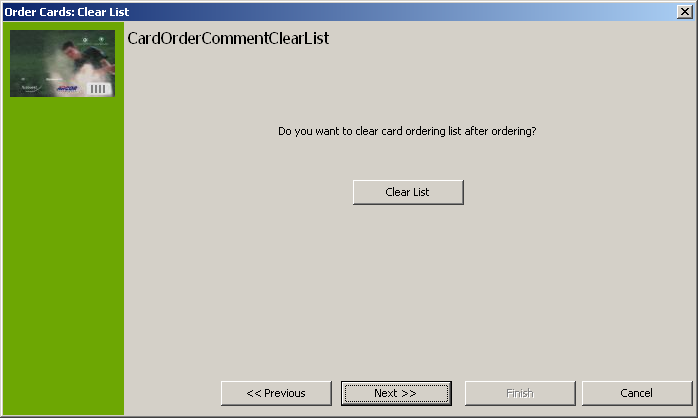 Order Cards: Clear List
CardOrderCommentClearList
Do you want to clear card ordering list after ordering?
Clear List
<< Previous
Next >>
Finish
Cancel